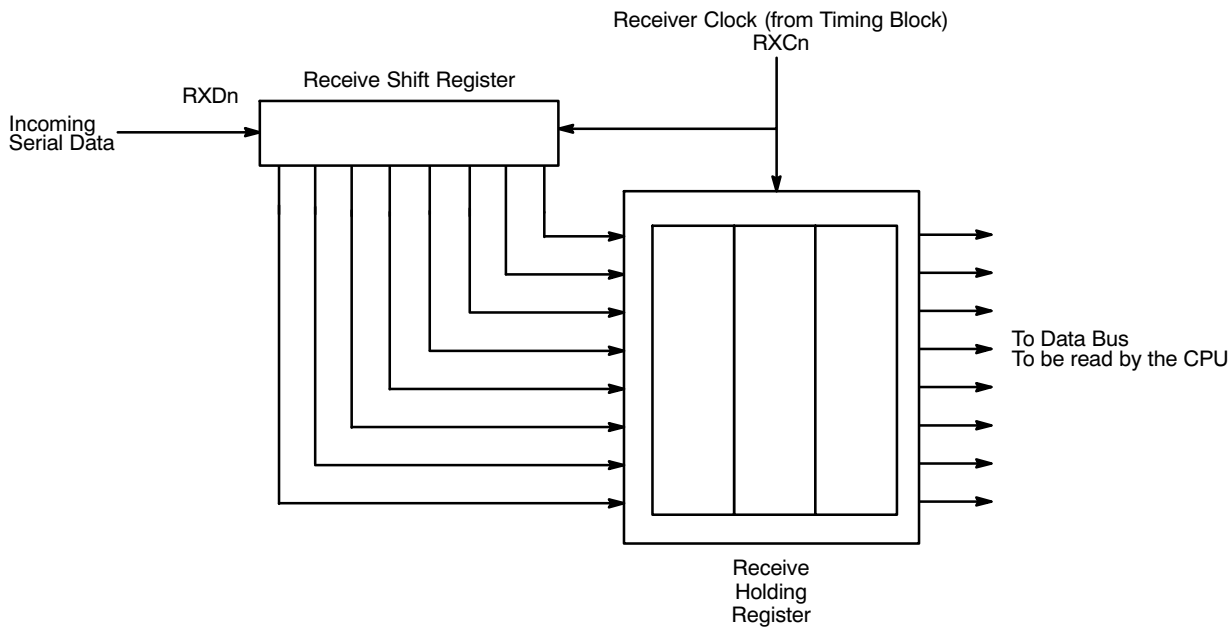 Receiver Clock (from Timing Block)
RXCn
Receive Shift Register
RXDn
Incoming
Serial Data
To Data Bus
To be read by the CPU
Receive
Holding
Register